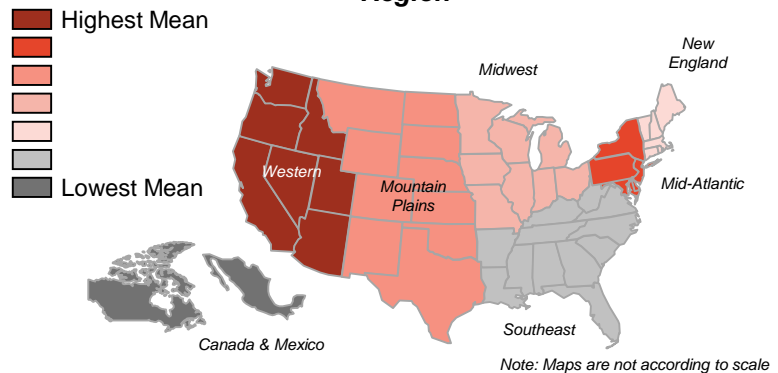 Region
Highest Mean
Lowest Mean
New
England
Midwest
Western
Mountain
Plains
Mid-Atlantic
Southeast
Canada & Mexico
Note: Maps are not according to scale